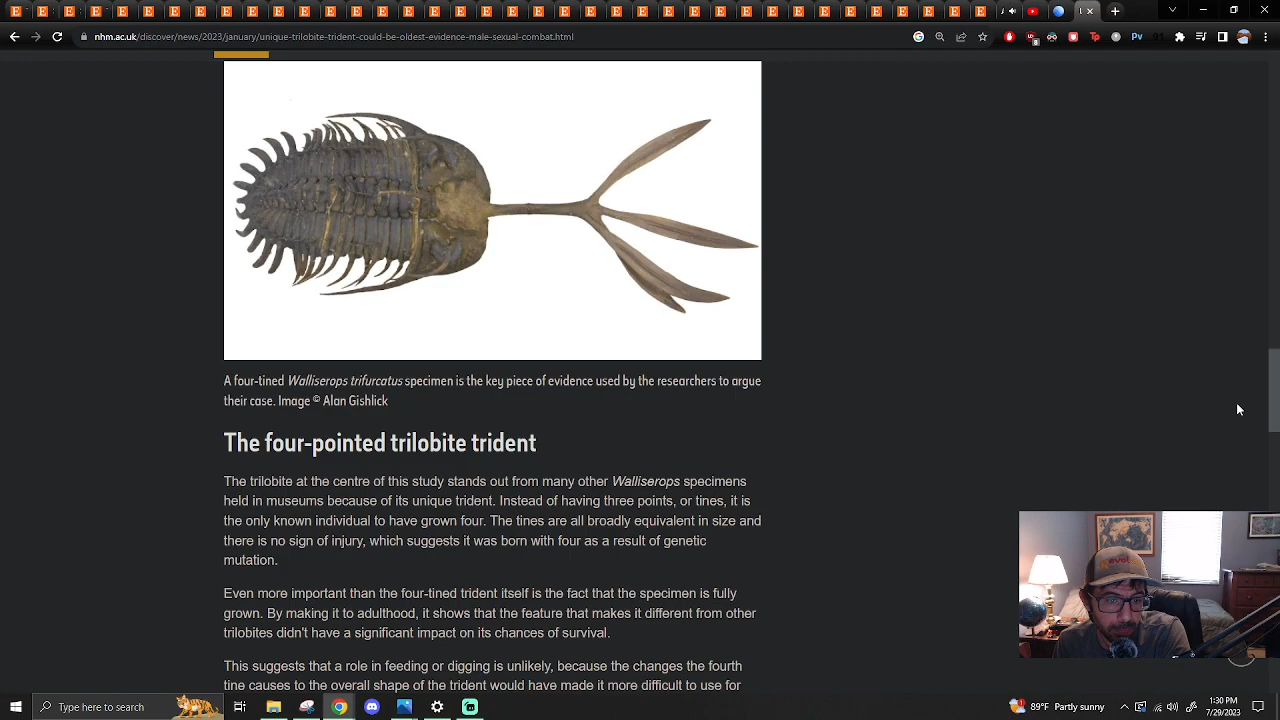 nhm.ac.uk/discover/news/2023/january/unique-trilobite-trident-could-be-oldest-evidence-male-sexual-combat.html
A four-tined Walliserops trifurcatus specimen is the key piece of evidence used by the researchers to argue
their case. Image © Alan Gishlick
The four-pointed trilobite trident
The trilobite at the centre of this study stands out from many other Walliserops specimens
held in museums because of its unique trident. Instead of having three points, or tines, it is
the only known individual to have grown four. The tines are all broadly equivalent in size and
there is no sign of injury, which suggests it was born with four as a result of genetic
mutation.
Even more important than the four-tined trident itself is the fact that the specimen is fully
grown. By making it to adulthood, it shows that the feature that makes it different from other
trilobites didn't have a significant impact on its chances of survival.
This suggests that a role in feeding or digging is unlikely, because the changes the fourth
tine causes to the overall shape of the trident would have made it more difficult to use for
Type here to search
89°F Partly sunny
1:30 PM
7/29/2023